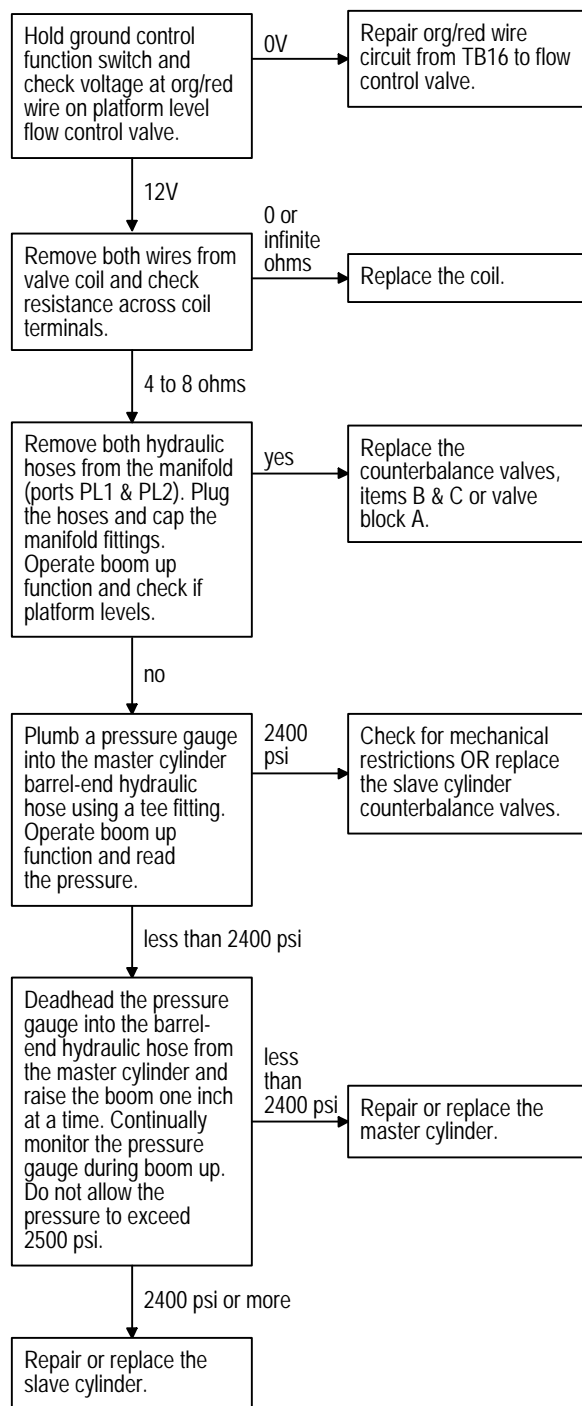 Hold ground control
function switch and
check voltage at org/red
wire on platform level
flow control valve.
0V
Repair org/red wire
circuit from TB16 to flow
control valve.
12V
Remove both wires from
valve coil and check
resistance across coil
terminals.
0 or
infinite
ohms
Replace the coil.
4 to 8 ohms
Remove both hydraulic
hoses from the manifold
(ports PL1 & PL2). Plug
the hoses and cap the
manifold fittings.
Operate boom up
function and check if
platform levels.
yes
Replace the
counterbalance valves,
items B & C or valve
block A.
no
Plumb a pressure gauge
into the master cylinder
barrel-end hydraulic
hose using a tee fitting.
Operate boom up
function and read
the pressure.
2400
psi
Check for mechanical
restrictions OR replace
the slave cylinder
counterbalance valves.
less than 2400 psi
Deadhead the pressure
gauge into the barrel-
end hydraulic hose from
the master cylinder and
raise the boom one inch
at a time. Continually
monitor the pressure
gauge during boom up.
Do not allow the
pressure to exceed
2500 psi.
less
than
2400 psi
Repair or replace the
master cylinder.
2400 psi or more
Repair or replace the
slave cylinder.